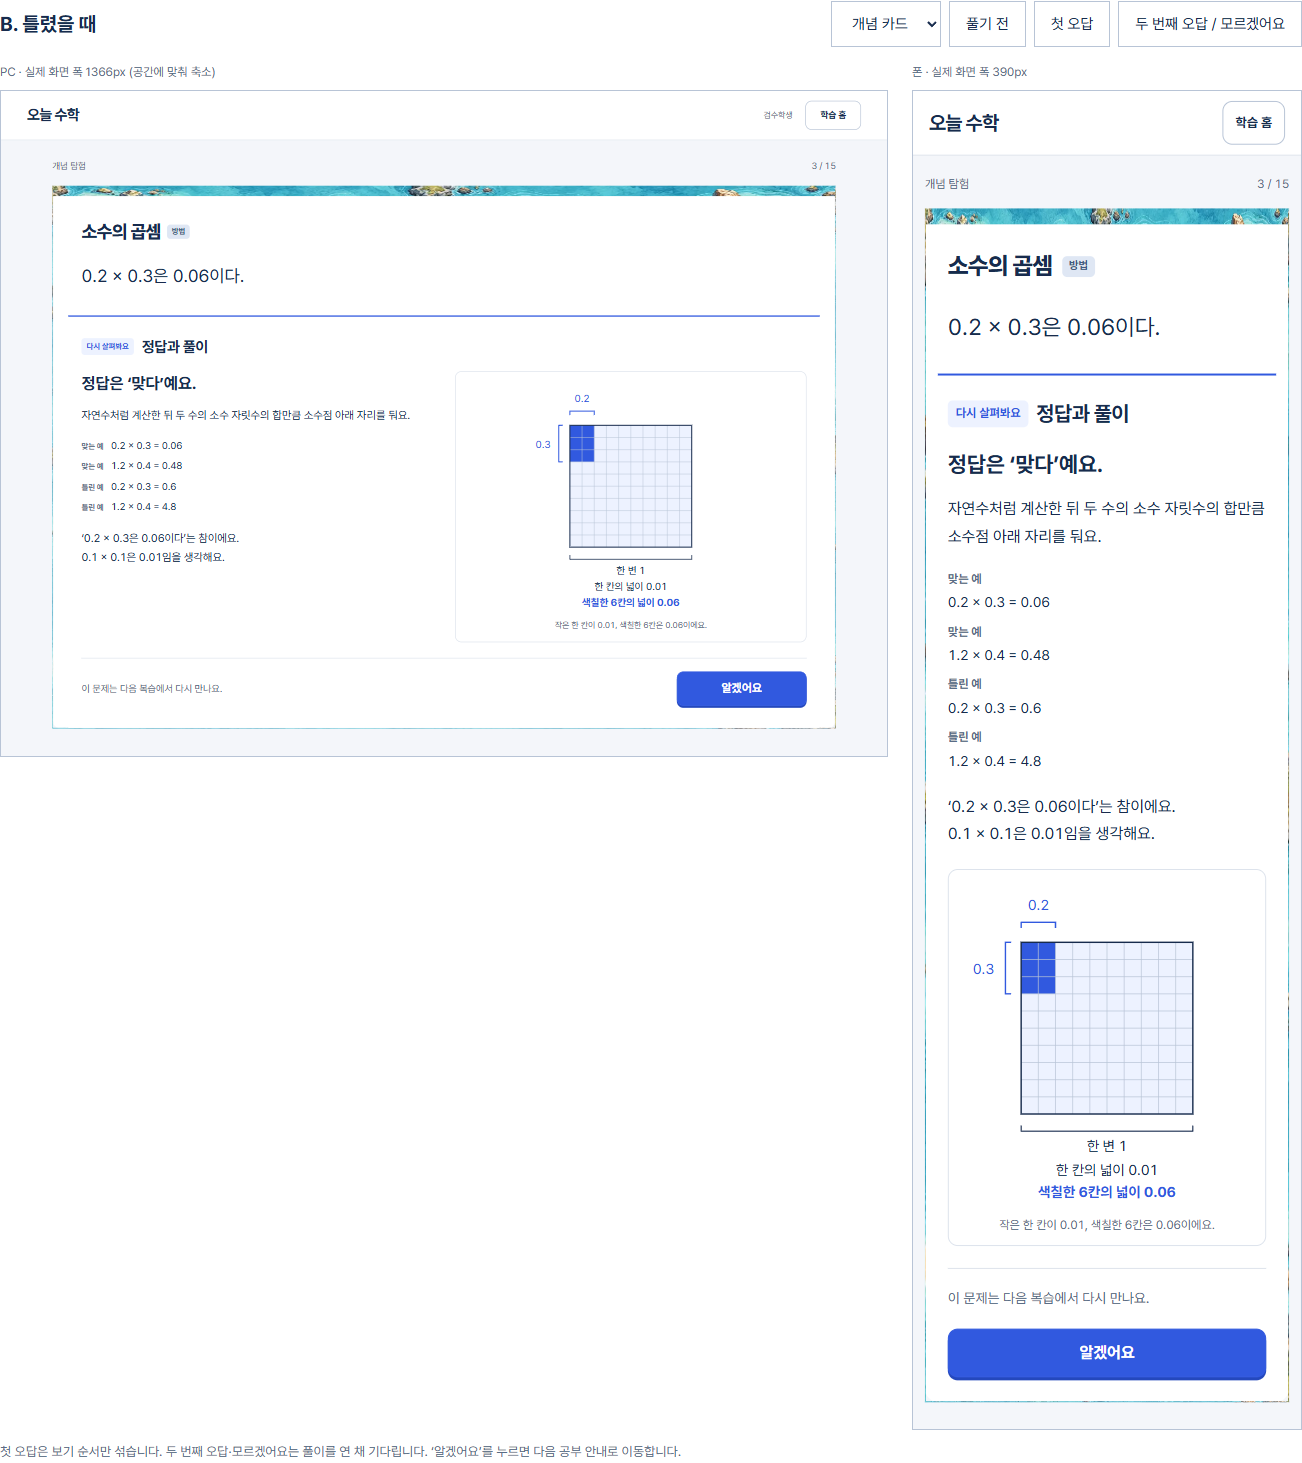 B. 틀렸을 때
개념 카드
풀기 전
첫 오답
두 번째 오답 / 모르겠어요
PC · 실제 화면 폭 1366px (공간에 맞춰 축소)
오늘 수학
검수학생
학습 홈
개념 탐험
3 / 15
소수의 곱셈 방법
0.2 × 0.3은 0.06이다.
다시 살펴봐요 정답과 풀이
정답은 ‘맞다’예요.
자연수처럼 계산한 뒤 두 수의 소수 자릿수의 합만큼 소수점 아래 자리를 둬요.
맞는 예 0.2 × 0.3 = 0.06
맞는 예 1.2 × 0.4 = 0.48
틀린 예 0.2 × 0.3 = 0.6
틀린 예 1.2 × 0.4 = 4.8
‘0.2 × 0.3은 0.06이다’는 참이에요.
0.1 × 0.1은 0.01임을 생각해요.
0.2
0.3
한 변 1
한 칸의 넓이 0.01
색칠한 6칸의 넓이 0.06
작은 한 칸이 0.01, 색칠한 6칸은 0.06이에요.
이 문제는 다음 복습에서 다시 만나요.
알겠어요
폰 · 실제 화면 폭 390px
오늘 수학
학습 홈
개념 탐험
3 / 15
소수의 곱셈 방법
0.2 × 0.3은 0.06이다.
다시 살펴봐요 정답과 풀이
정답은 ‘맞다’예요.
자연수처럼 계산한 뒤 두 수의 소수 자릿수의 합만큼
소수점 아래 자리를 둬요.
맞는 예
0.2 × 0.3 = 0.06
맞는 예
1.2 × 0.4 = 0.48
틀린 예
0.2 × 0.3 = 0.6
틀린 예
1.2 × 0.4 = 4.8
‘0.2 × 0.3은 0.06이다’는 참이에요.
0.1 × 0.1은 0.01임을 생각해요.
0.2
0.3
한 변 1
한 칸의 넓이 0.01
색칠한 6칸의 넓이 0.06
작은 한 칸이 0.01, 색칠한 6칸은 0.06이에요.
이 문제는 다음 복습에서 다시 만나요.
알겠어요
첫 오답은 보기 순서만 섞습니다. 두 번째 오답·모르겠어요는 풀이를 연 채 기다립니다. ‘알겠어요’를 누르면 다음 공부 안내로 이동합니다.